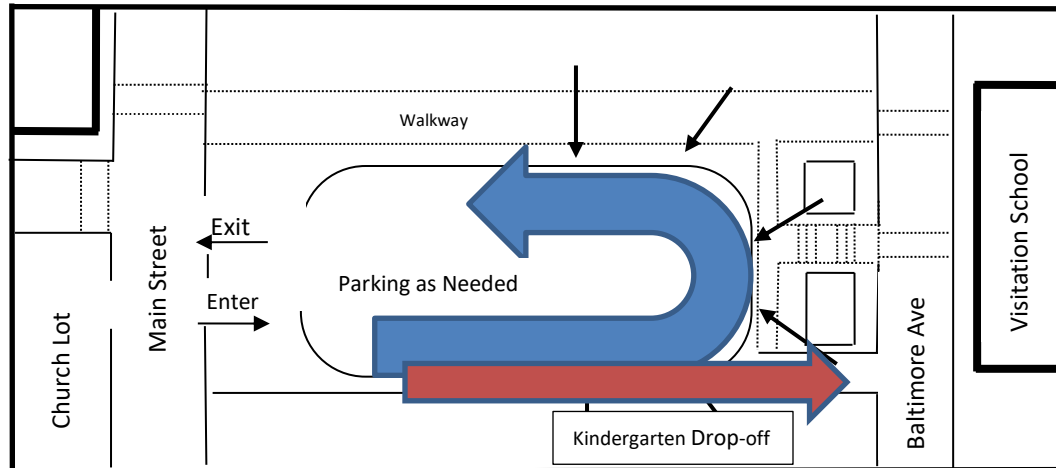 Walkway
Exit
Parking as Needed
Enter
Main Street
Church Lot
Kindergarten Drop-off
Baltimore Ave
Visitation School